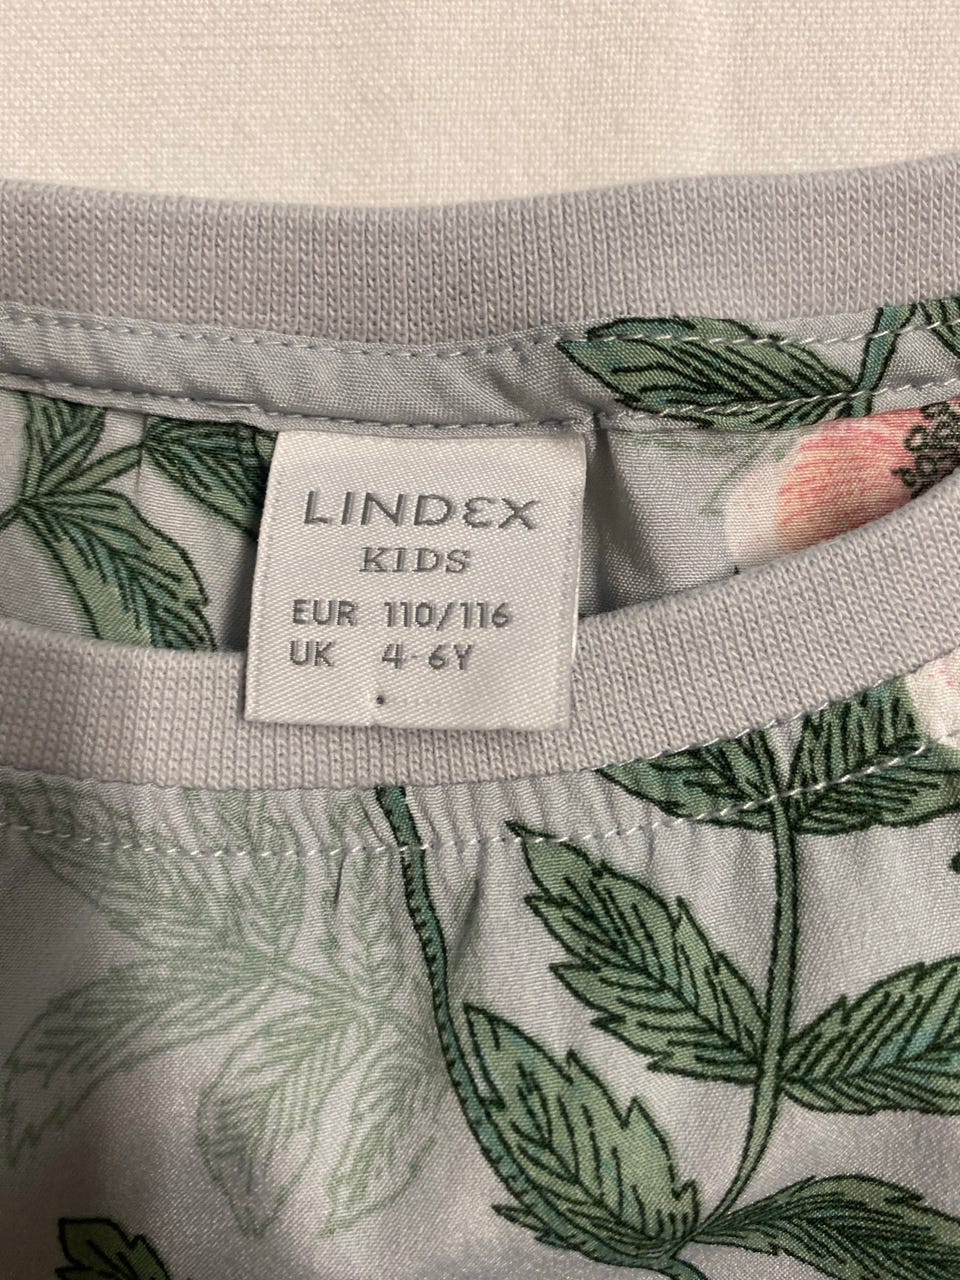 LINDEX
KIDS
EUR 110/116
UK 4-6Y